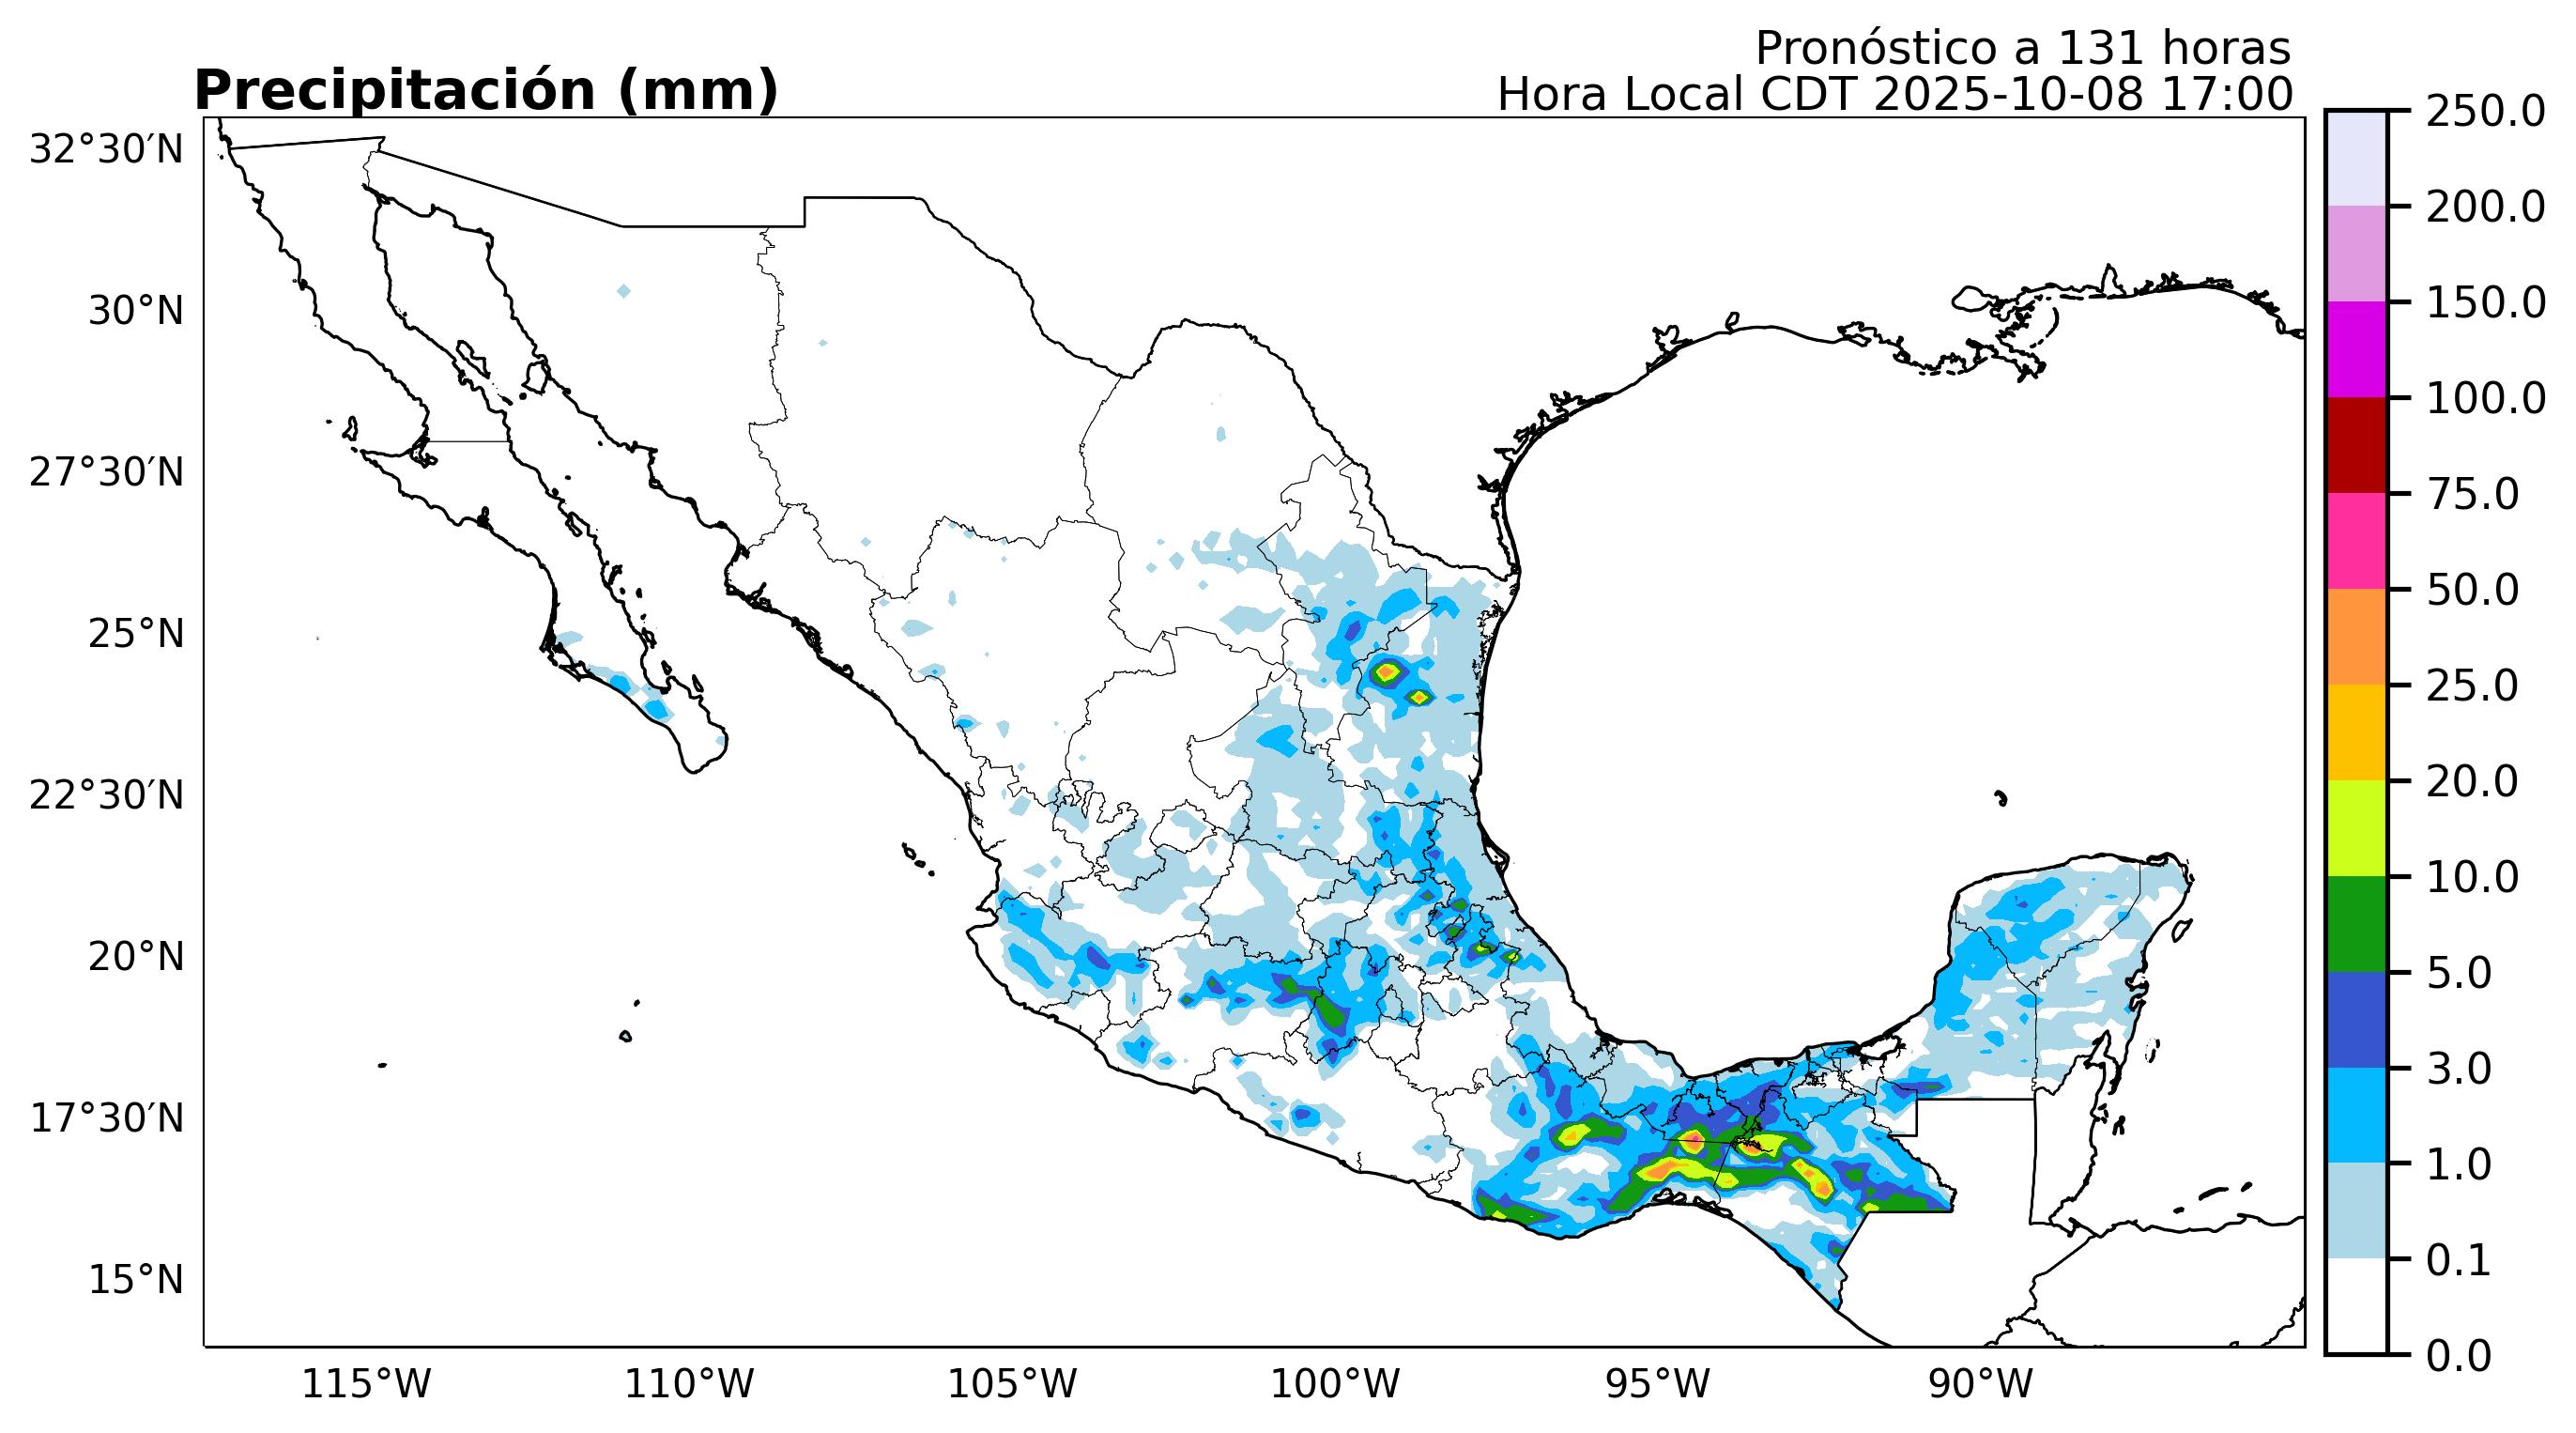 Pronóstico a 131 horas
Precipitación (mm)
Hora Local CDT 2025-10-08 17:00
32°30′N
30°N
27°30′N
25°N
22°30′N
20°N
17°30′N
15°N
115°W
110°W
105°W
100°W
95°W
90°W
250.0
200.0
150.0
100.0
75.0
50.0
25.0
20.0
10.0
5.0
3.0
1.0
0.1
0.0